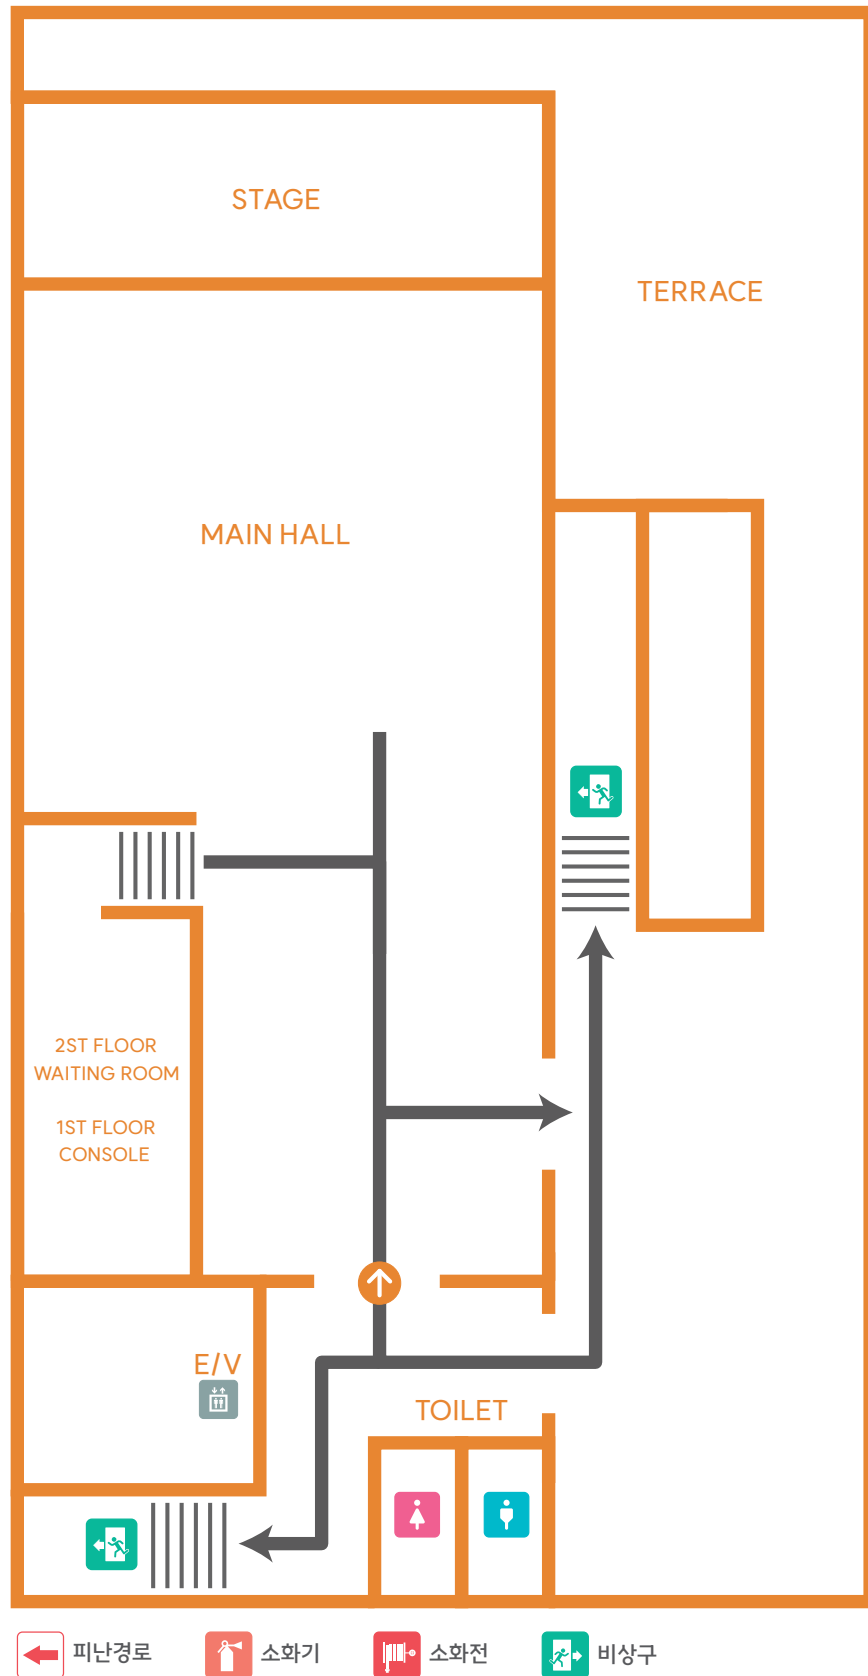 STAGE
TERRACE
MAIN HALL
2ST FLOOR
WAITING ROOM
1ST FLOOR
CONSOLE
E/V
TOILET
피난경로
소화기
소화전
비상구